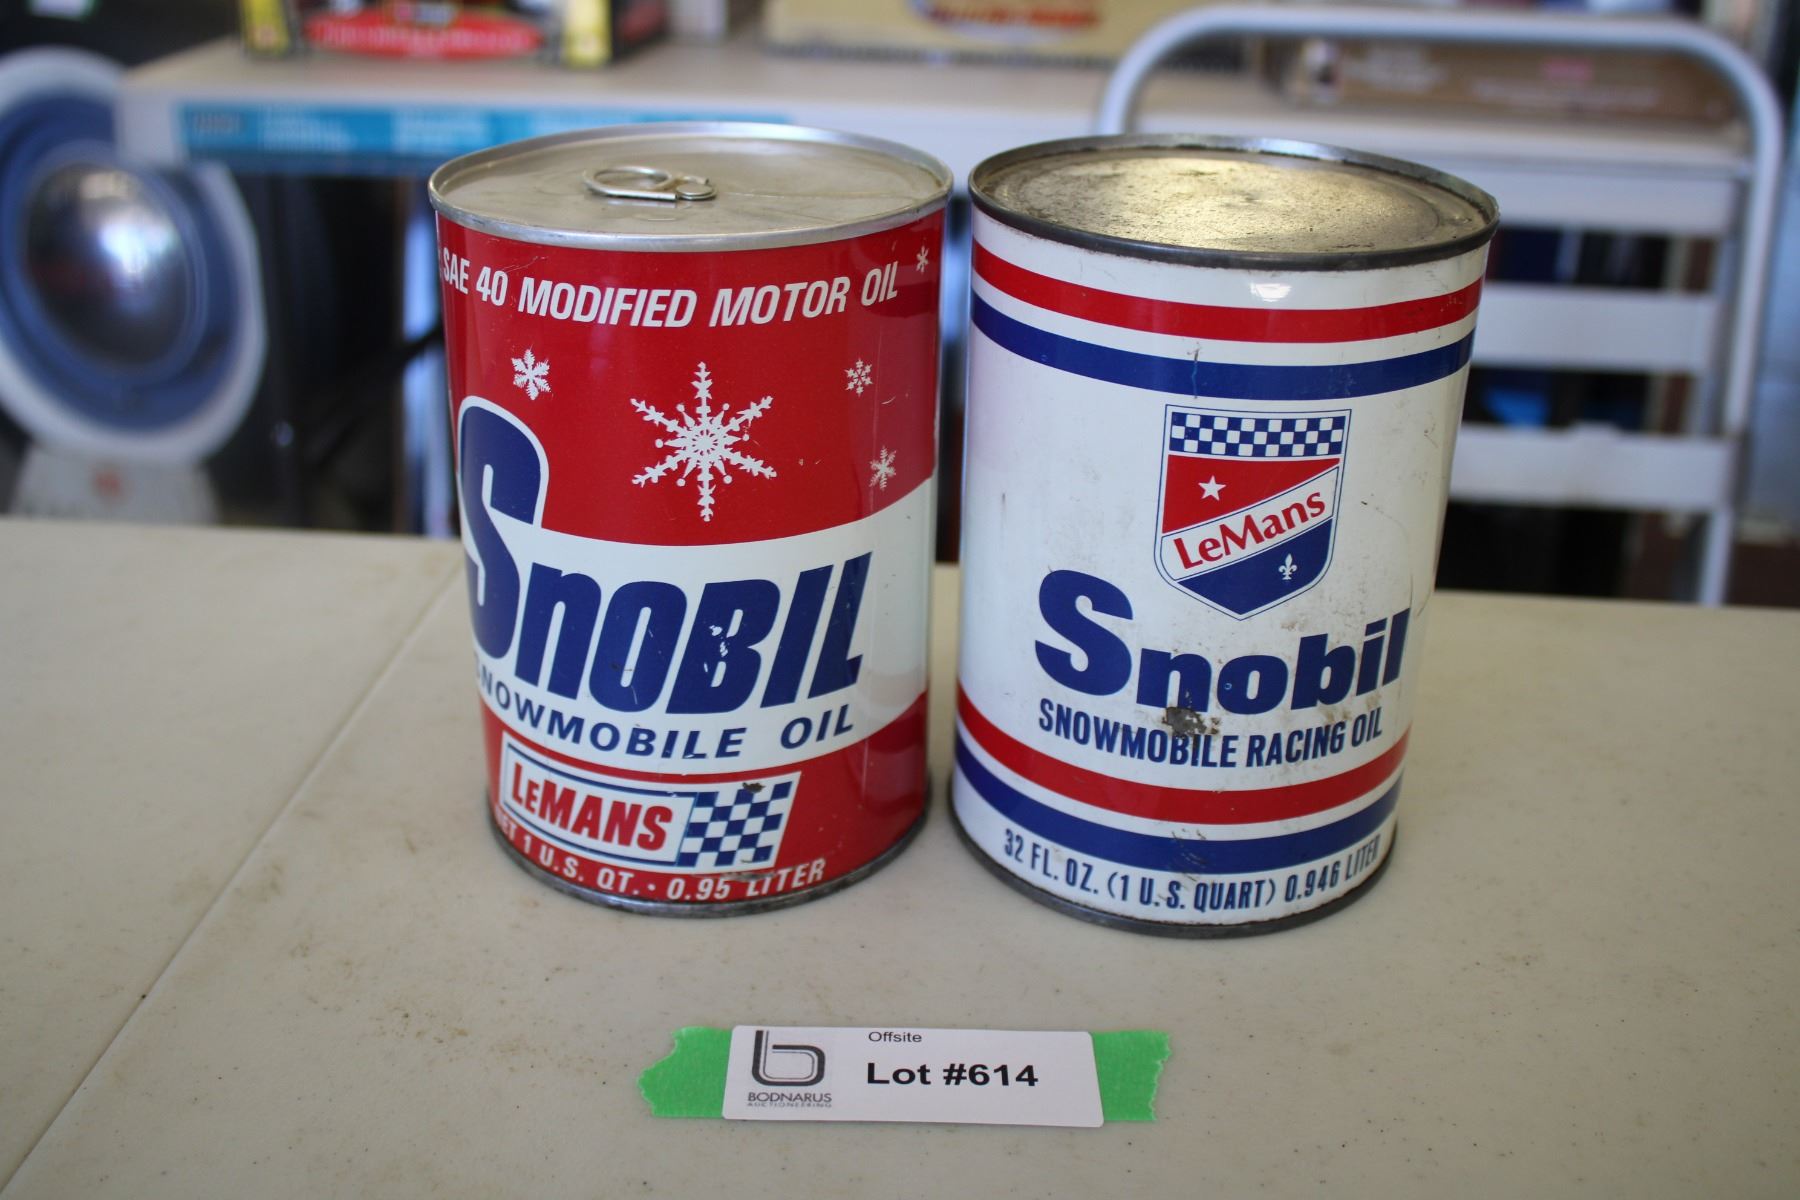 SAE 40 MODIFIED MOTOR OIL
SNOBIL
SNOWMOBILE OIL
LEMANS
1 U.S. QT. • 0.95 LITER
LeMans
Snobil
SNOWMOBILE RACING OIL
32 FL. OZ. (1 U.S. QUART) 0.946 LITER
Offsite
Lot #614
BODNARUS
AUCTIONEERING